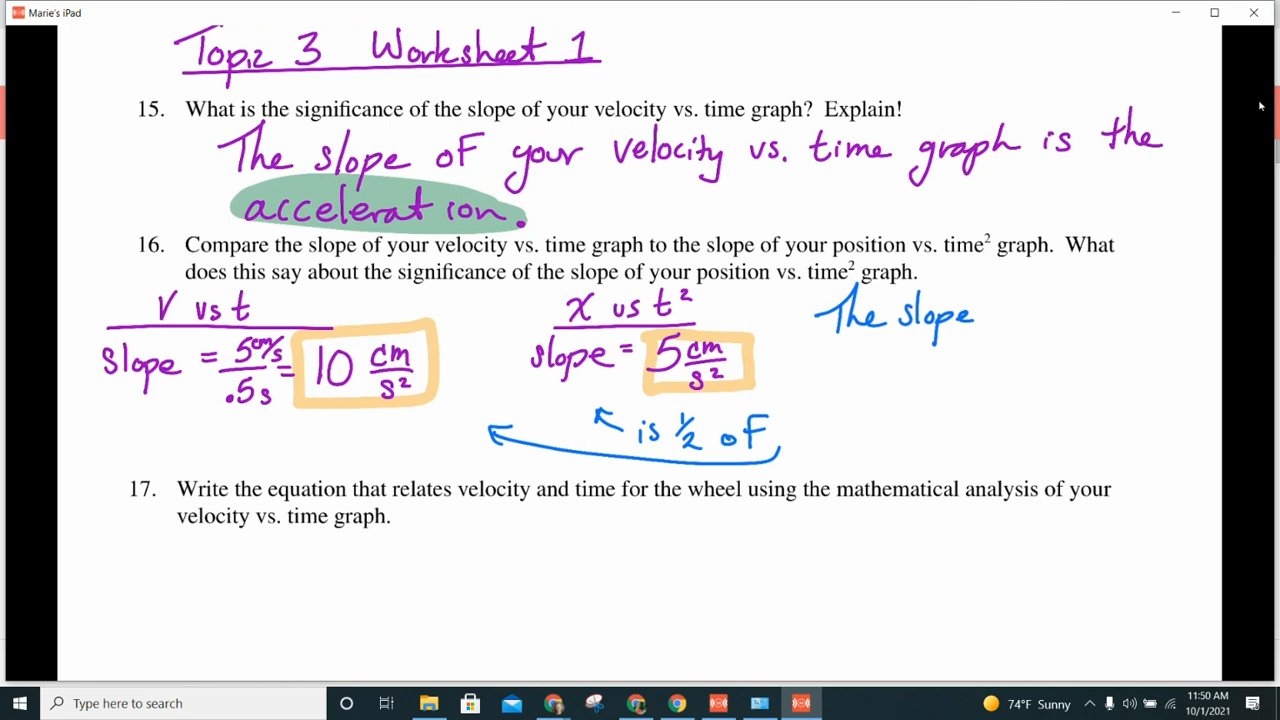 Marie's iPad
Topic 3 Worksheet 1
15. What is the significance of the slope of your velocity vs. time graph? Explain!
The slope of your velocity vs. time graph is the
acceleration.
16. Compare the slope of your velocity vs. time graph to the slope of your position vs. time² graph. What
does this say about the significance of the slope of your position vs. time² graph.
V vs t
slope = 5cm/s / .5s = 10 cm/s²
x vs t²
slope = 5 cm/s²
The slope
is 1/2 of
17. Write the equation that relates velocity and time for the wheel using the mathematical analysis of your
velocity vs. time graph.
Type here to search
74°F Sunny
11:50 AM
10/1/2021